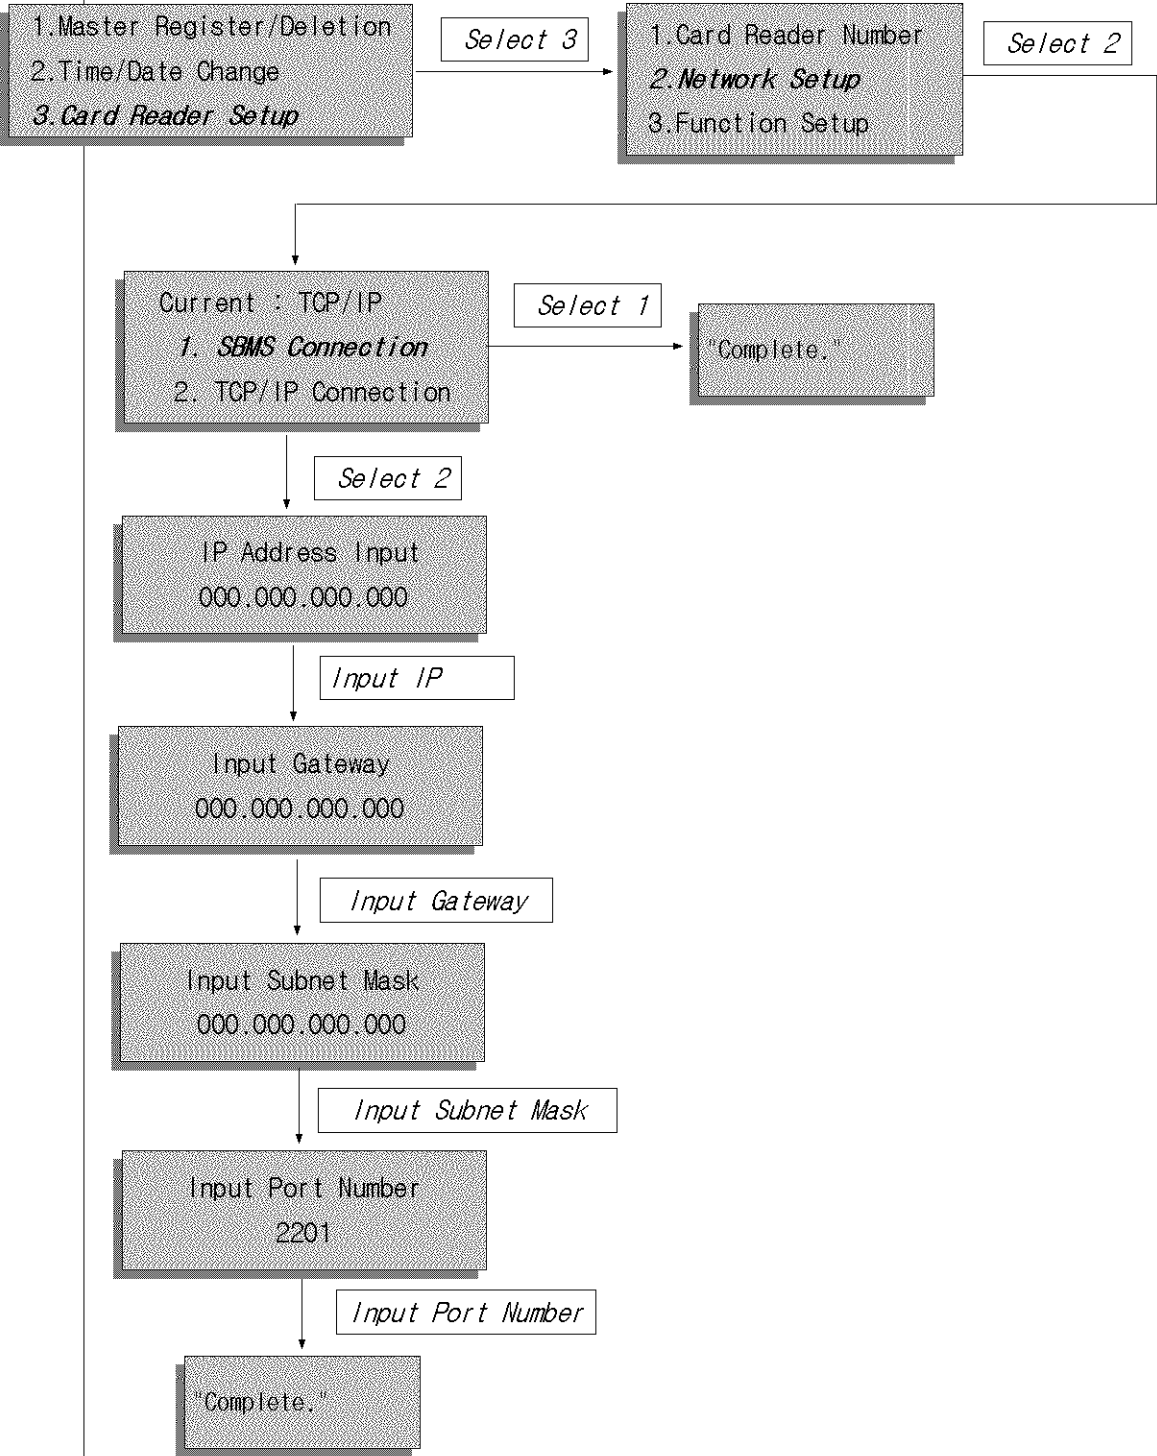 1.Master Register/Deletion
2.Time/Date Change
3.Card Reader Setup
Select 3
1.Card Reader Number
2.Network Setup
3.Function Setup
Select 2
Current : TCP/IP
1. SBMS Connection
2. TCP/IP Connection
Select 1
"Complete."
Select 2
IP Address Input
000.000.000.000
Input IP
Input Gateway
000.000.000.000
Input Gateway
Input Subnet Mask
000.000.000.000
Input Subnet Mask
Input Port Number
2201
Input Port Number
"Complete."